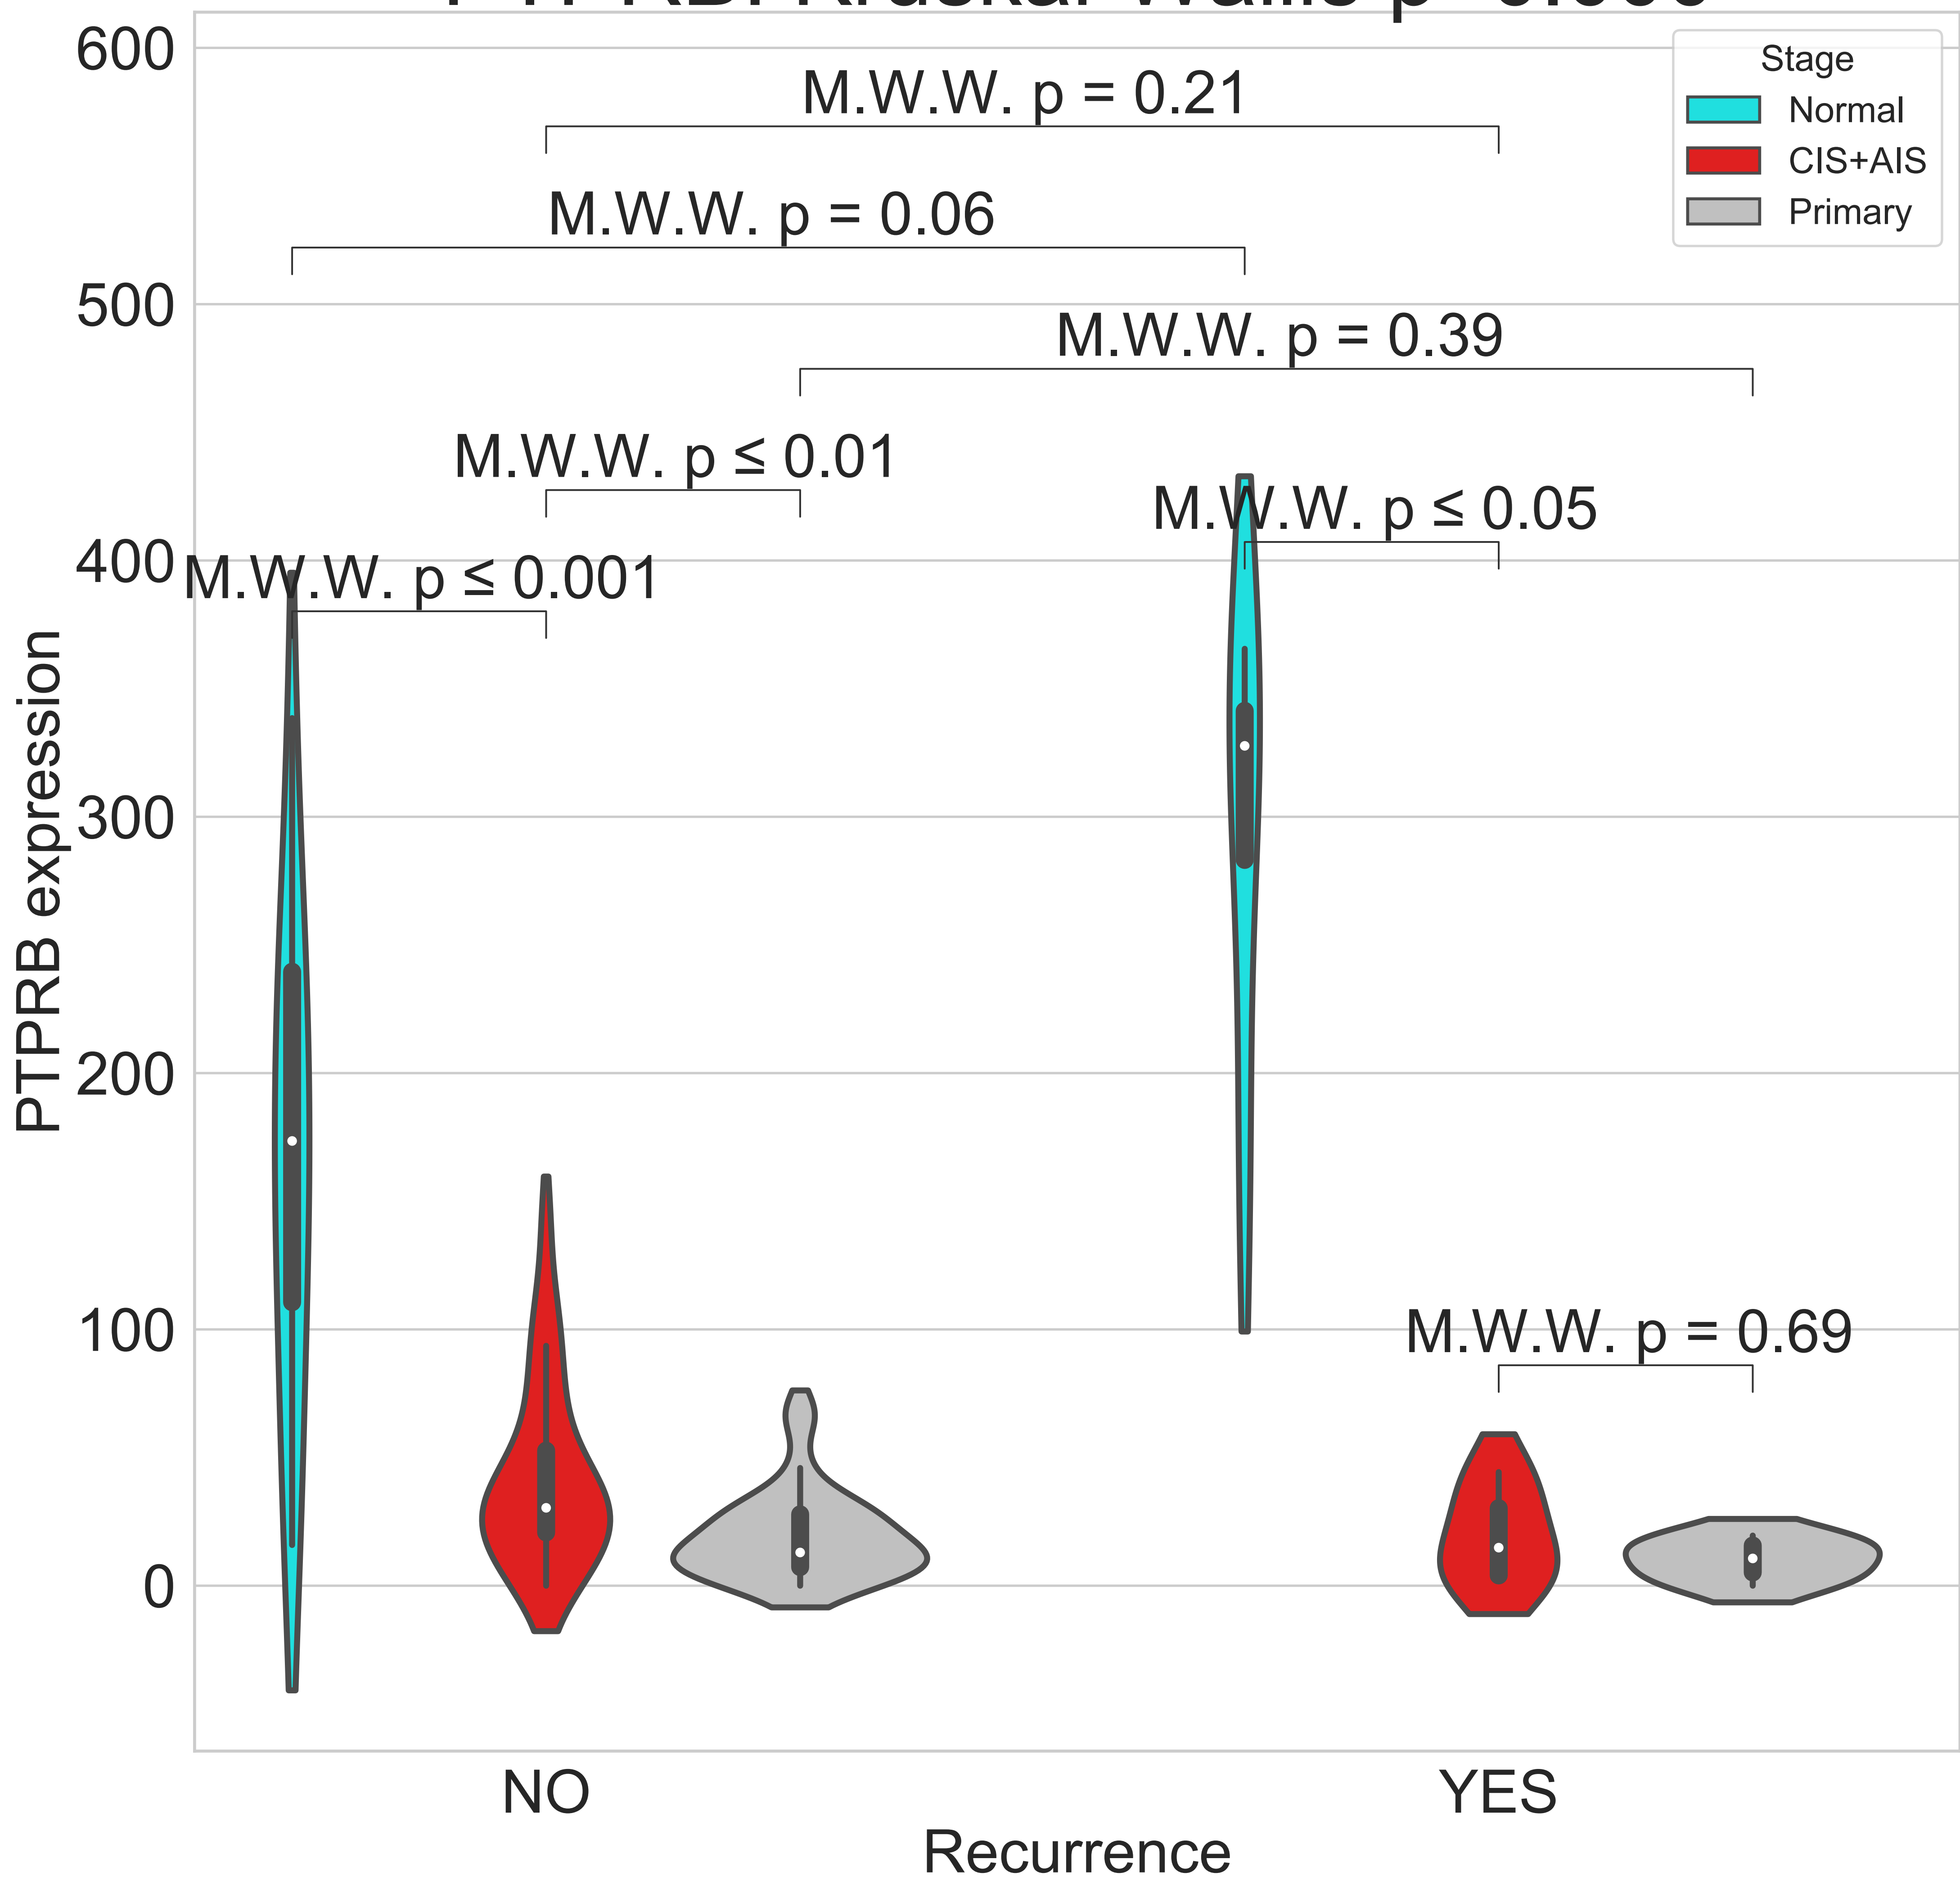 600
500
400
300
200
100
0
PTPRB expression
Stage
Normal
CIS+AIS
Primary
M.W.W. p = 0.21
M.W.W. p = 0.06
M.W.W. p = 0.39
M.W.W. p ≤ 0.01
M.W.W. p ≤ 0.05
M.W.W. p ≤ 0.001
M.W.W. p = 0.69
NO
YES
Recurrence